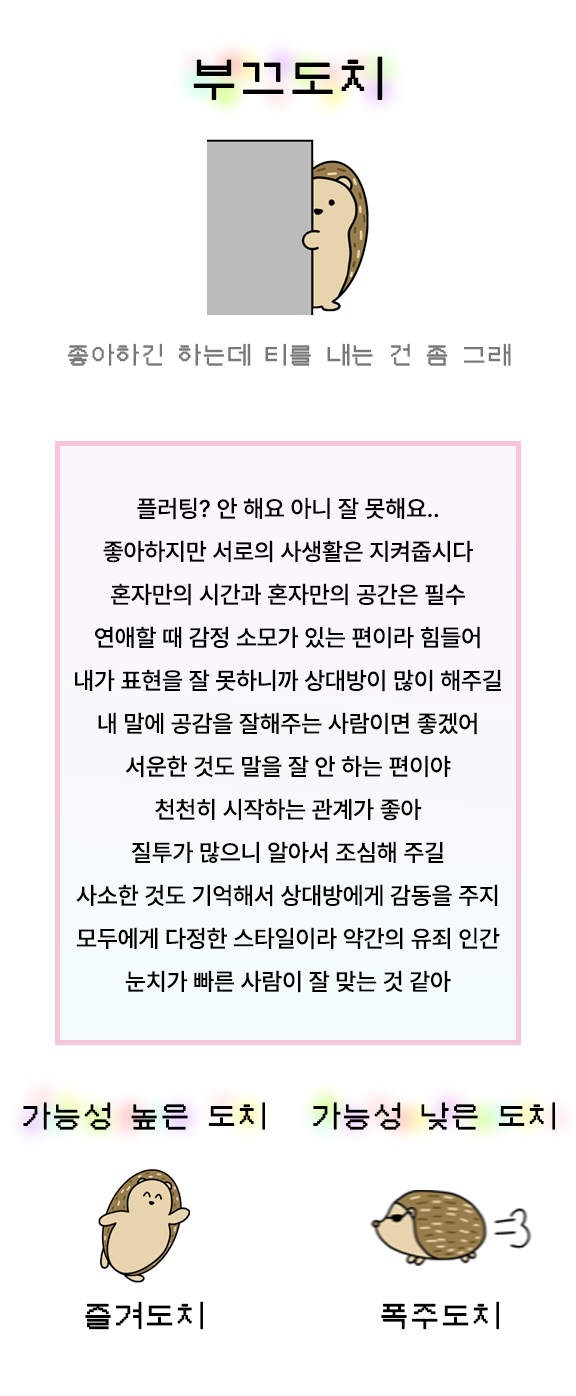 부끄도치
좋아하긴 하는데 티를 내는 건 좀 그래
플러팅? 안 해요 아니 잘 못해요..
좋아하지만 서로의 사생활은 지켜줍시다
혼자만의 시간과 혼자만의 공간은 필수
연애할 때 감정 소모가 있는 편이라 힘들어
내가 표현을 잘 못하니까 상대방이 많이 해주길
내 말에 공감을 잘해주는 사람이면 좋겠어
서운한 것도 말을 잘 안 하는 편이야
천천히 시작하는 관계가 좋아
질투가 많으니 알아서 조심해 주길
사소한 것도 기억해서 상대방에게 감동을 주지
모두에게 다정한 스타일이라 약간의 유죄 인간
눈치가 빠른 사람이 잘 맞는 것 같아
가능성 높은 도치
가능성 낮은 도치
즐겨도치
폭주도치